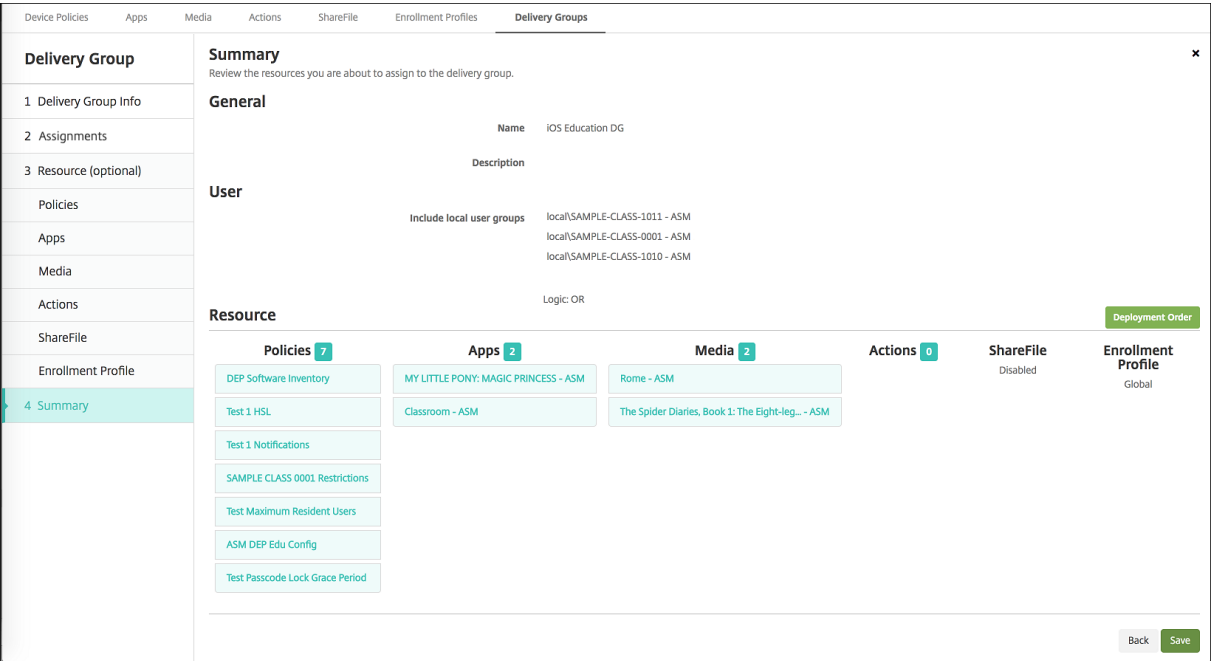 Device Policies Apps Media Actions ShareFile Enrollment Profiles Delivery Groups
Delivery Group
1 Delivery Group Info
2 Assignments
3 Resource (optional)
Policies
Apps
Media
Actions
ShareFile
Enrollment Profile
4 Summary
Summary
Review the resources you are about to assign to the delivery group.
General
Name iOS Education DG
Description
User
Include local user groups local\SAMPLE-CLASS-1011 - ASM
local\SAMPLE-CLASS-0001 - ASM
local\SAMPLE-CLASS-1010 - ASM
Logic: OR
Resource
Deployment Order
Policies 7
DEP Software Inventory
Test 1 HSL
Test 1 Notifications
SAMPLE CLASS 0001 Restrictions
Test Maximum Resident Users
ASM DEP Edu Config
Test Passcode Lock Grace Period
Apps 2
MY LITTLE PONY: MAGIC PRINCESS - ASM
Classroom - ASM
Media 2
Rome - ASM
The Spider Diaries, Book 1: The Eight-leg... - ASM
Actions 0
ShareFile
Disabled
Enrollment
Profile
Global
Back Save